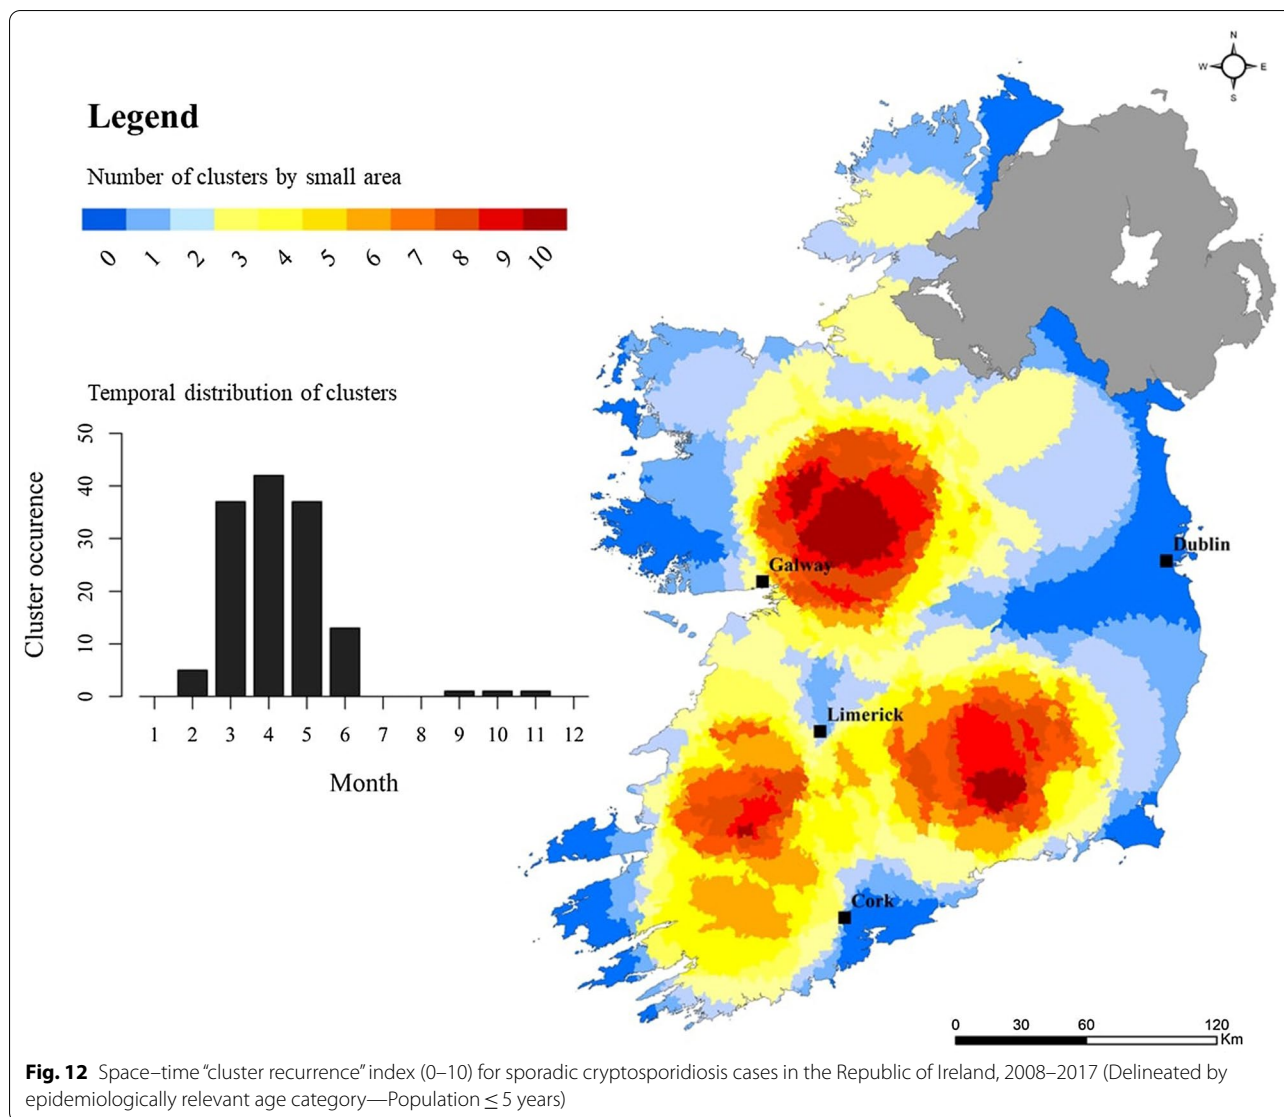 N
W E
S
Legend
Number of clusters by small area
0 1 2 3 4 5 6 7 8 9 10
Temporal distribution of clusters
Cluster occurence
50
40
30
20
10
0
1 2 3 4 5 6 7 8 9 10 11 12
Month
Dublin
Galway
Limerick
Cork
0 30 60 120
Km
Fig. 12 Space–time “cluster recurrence” index (0–10) for sporadic cryptosporidiosis cases in the Republic of Ireland, 2008–2017 (Delineated by
epidemiologically relevant age category—Population ≤ 5 years)